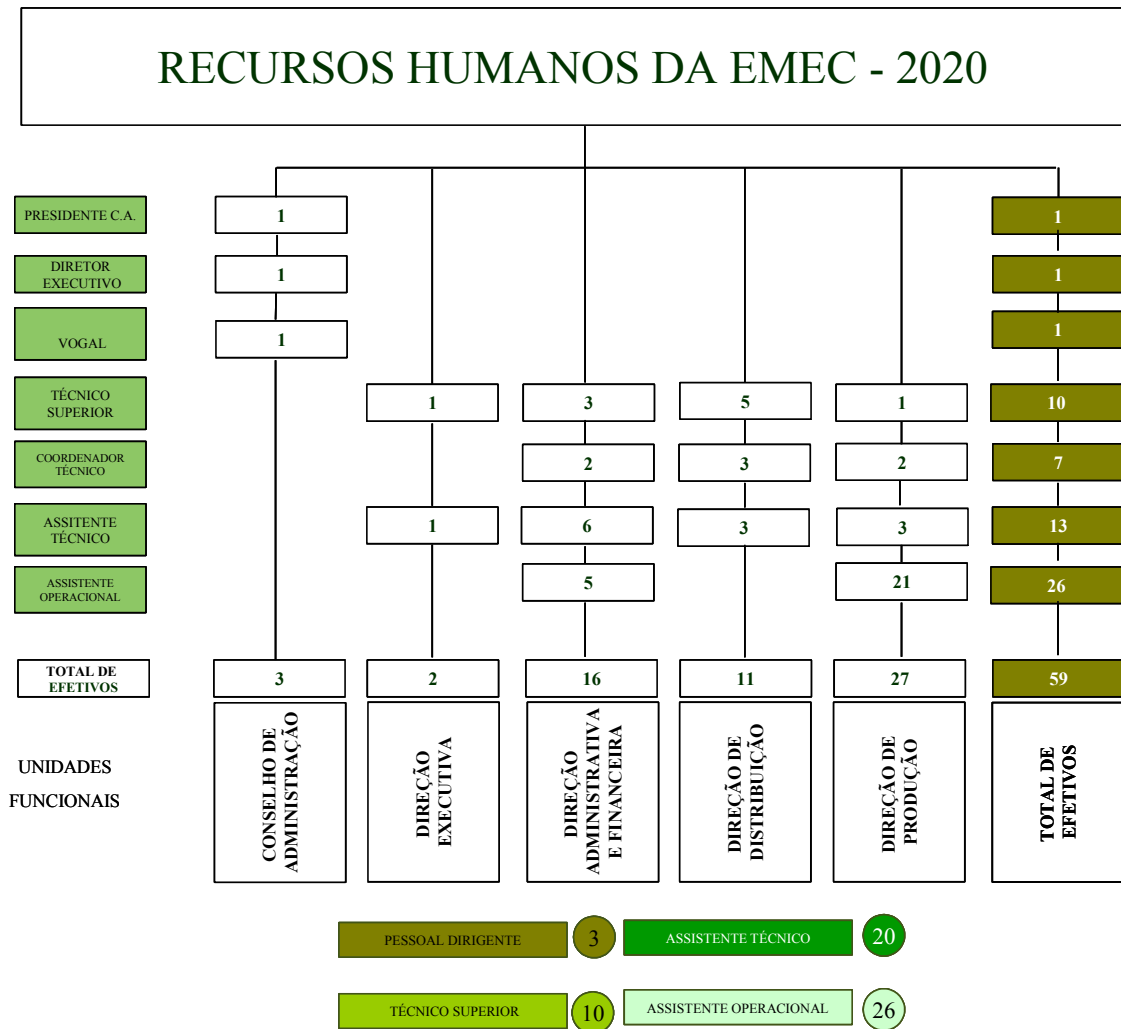 RECURSOS HUMANOS DA EMEC - 2020
PRESIDENTE C.A.
1
1
DIRETOR
EXECUTIVO
1
1
VOGAL
1
1
TÉCNICO
SUPERIOR
1
3
5
1
10
COORDENADOR
TÉCNICO
2
3
2
7
ASSITENTE
TÉCNICO
1
6
3
3
13
ASSISTENTE
OPERACIONAL
5
21
26
TOTAL DE
EFETIVOS
3
2
16
11
27
59
UNIDADES
FUNCIONAIS
CONSELHO DE
ADMINISTRAÇÃO
DIREÇÃO
EXECUTIVA
DIREÇÃO
ADMINISTRATIVA
E FINANCEIRA
DIREÇÃO DE
DISTRIBUIÇÃO
DIREÇÃO DE
PRODUÇÃO
TOTAL DE
EFETIVOS
PESSOAL DIRIGENTE
3
ASSISTENTE TÉCNICO
20
TÉCNICO SUPERIOR
10
ASSISTENTE OPERACIONAL
26